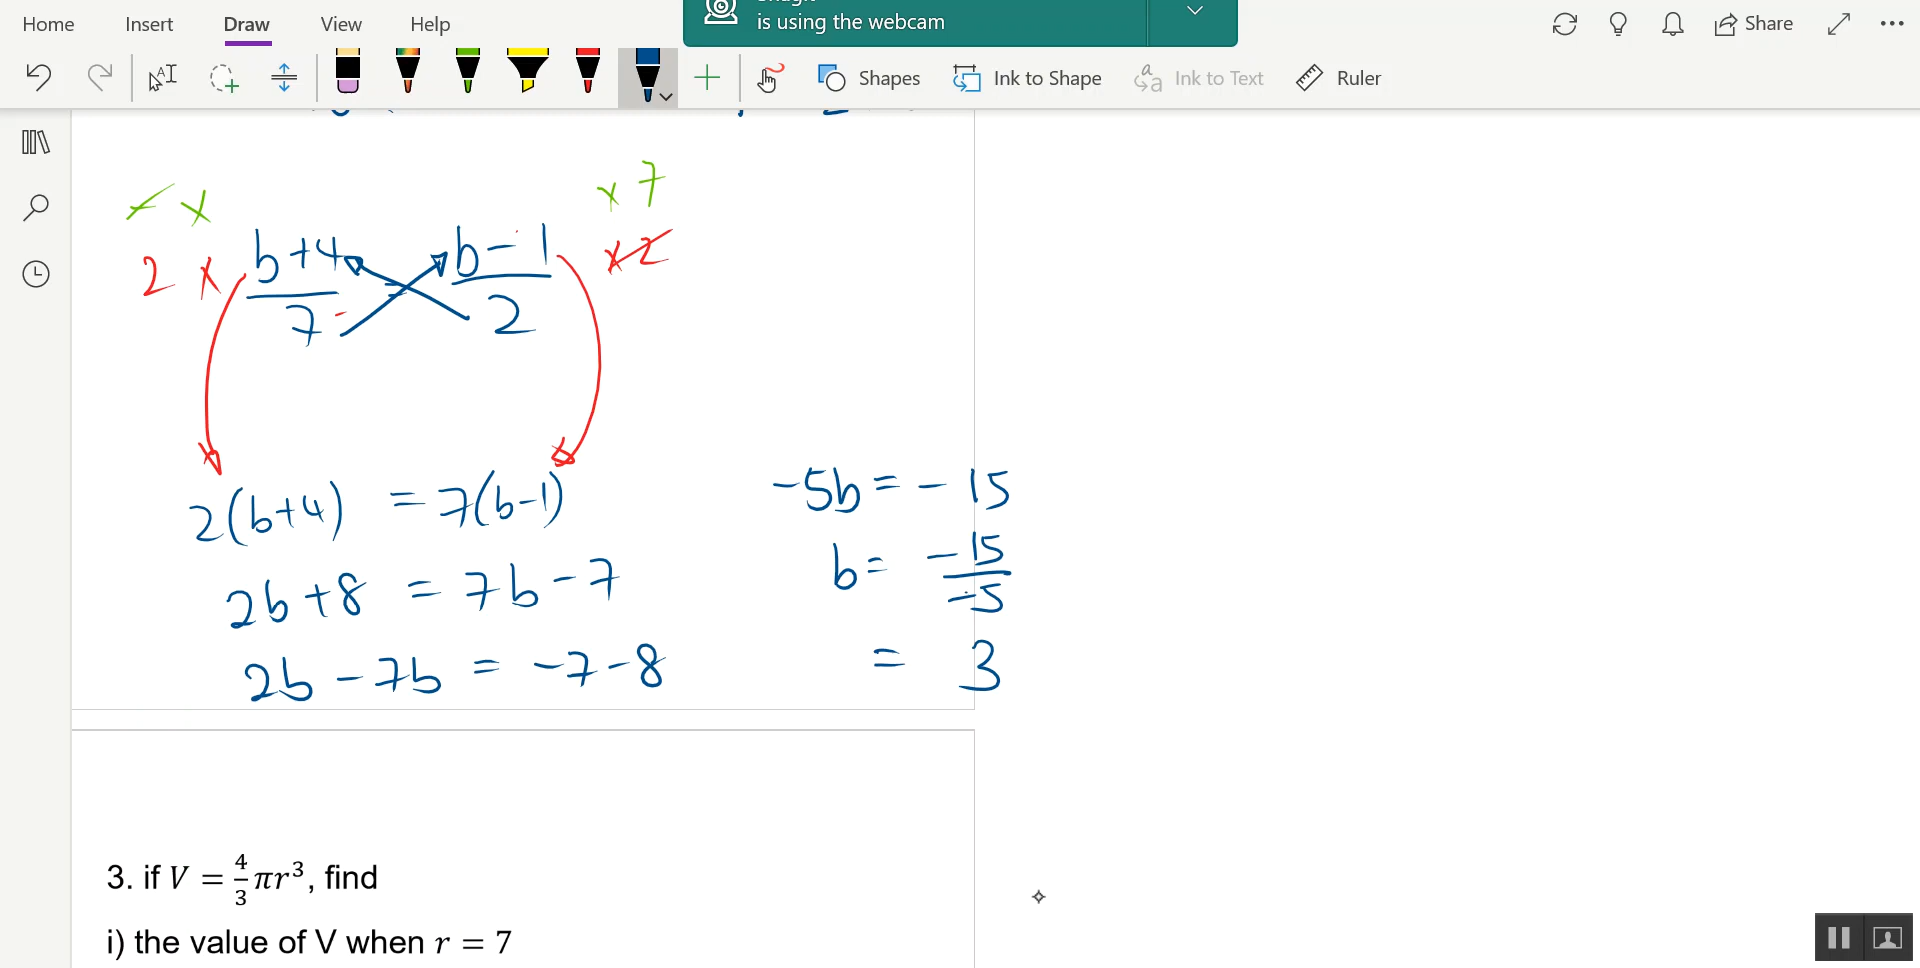 Home Insert Draw View Help
is using the webcam
Share
Shapes Ink to Shape Ink to Text Ruler
x x 7
2 x b+4/7 = b-1/2 x2
2(b+4) = 7(b-1)
2b+8 = 7b-7
2b-7b = -7-8
-5b = -15
b = -15/-5
= 3
3. if V = 4/3 πr³, find
i) the value of V when r = 7